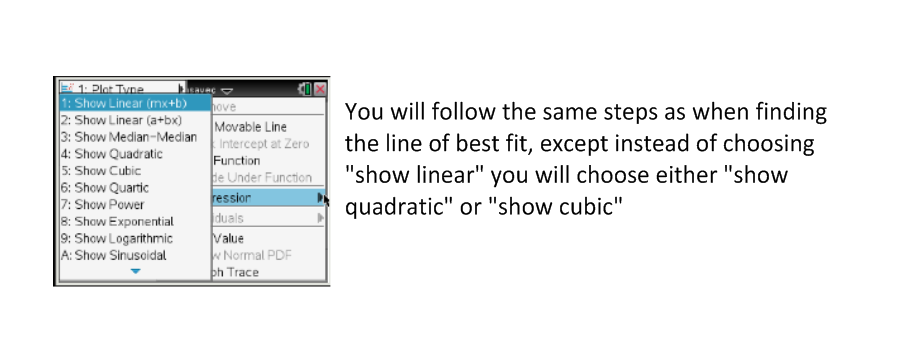 1: Plot Type
saved
1: Show Linear (mx+b)
2: Show Linear (a+bx)
3: Show Median-Median
4: Show Quadratic
5: Show Cubic
6: Show Quartic
7: Show Power
8: Show Exponential
9: Show Logarithmic
A: Show Sinusoidal
ove
Movable Line
Intercept at Zero
Function
de Under Function
ression
iduals
Value
w Normal PDF
ph Trace
You will follow the same steps as when finding
the line of best fit, except instead of choosing
"show linear" you will choose either "show
quadratic" or "show cubic"